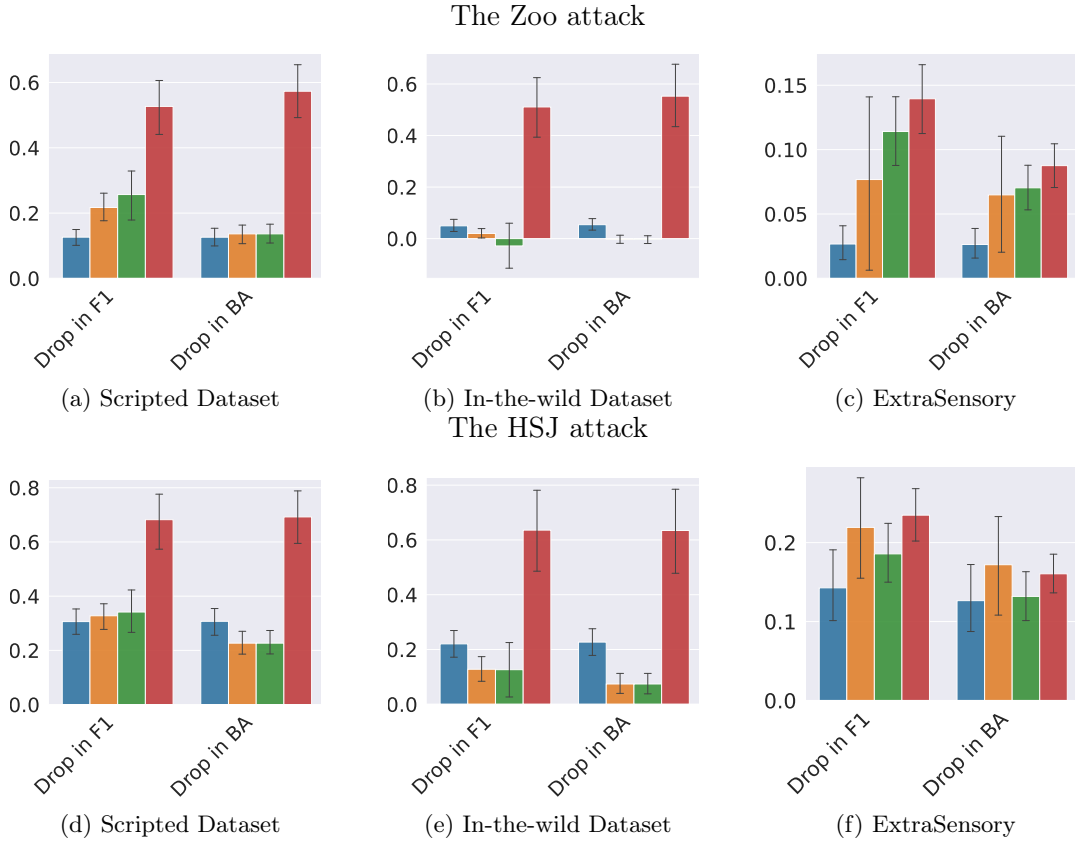 The Zoo attack
0.6
0.4
0.2
0.0
Drop in F1
Drop in BA
(a) Scripted Dataset
0.6
0.4
0.2
0.0
Drop in F1
Drop in BA
(b) In-the-wild Dataset
0.15
0.10
0.05
0.00
Drop in F1
Drop in BA
(c) ExtraSensory
The HSJ attack
0.8
0.6
0.4
0.2
0.0
Drop in F1
Drop in BA
(d) Scripted Dataset
0.8
0.6
0.4
0.2
0.0
Drop in F1
Drop in BA
(e) In-the-wild Dataset
0.2
0.1
0.0
Drop in F1
Drop in BA
(f) ExtraSensory